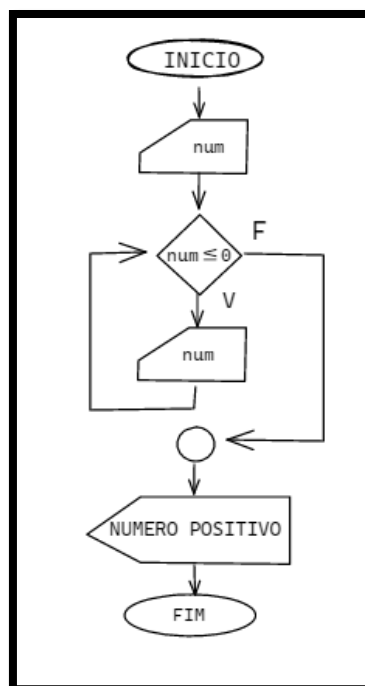 INICIO
num
F
num ≤ 0
V
num
NUMERO POSITIVO
FIM